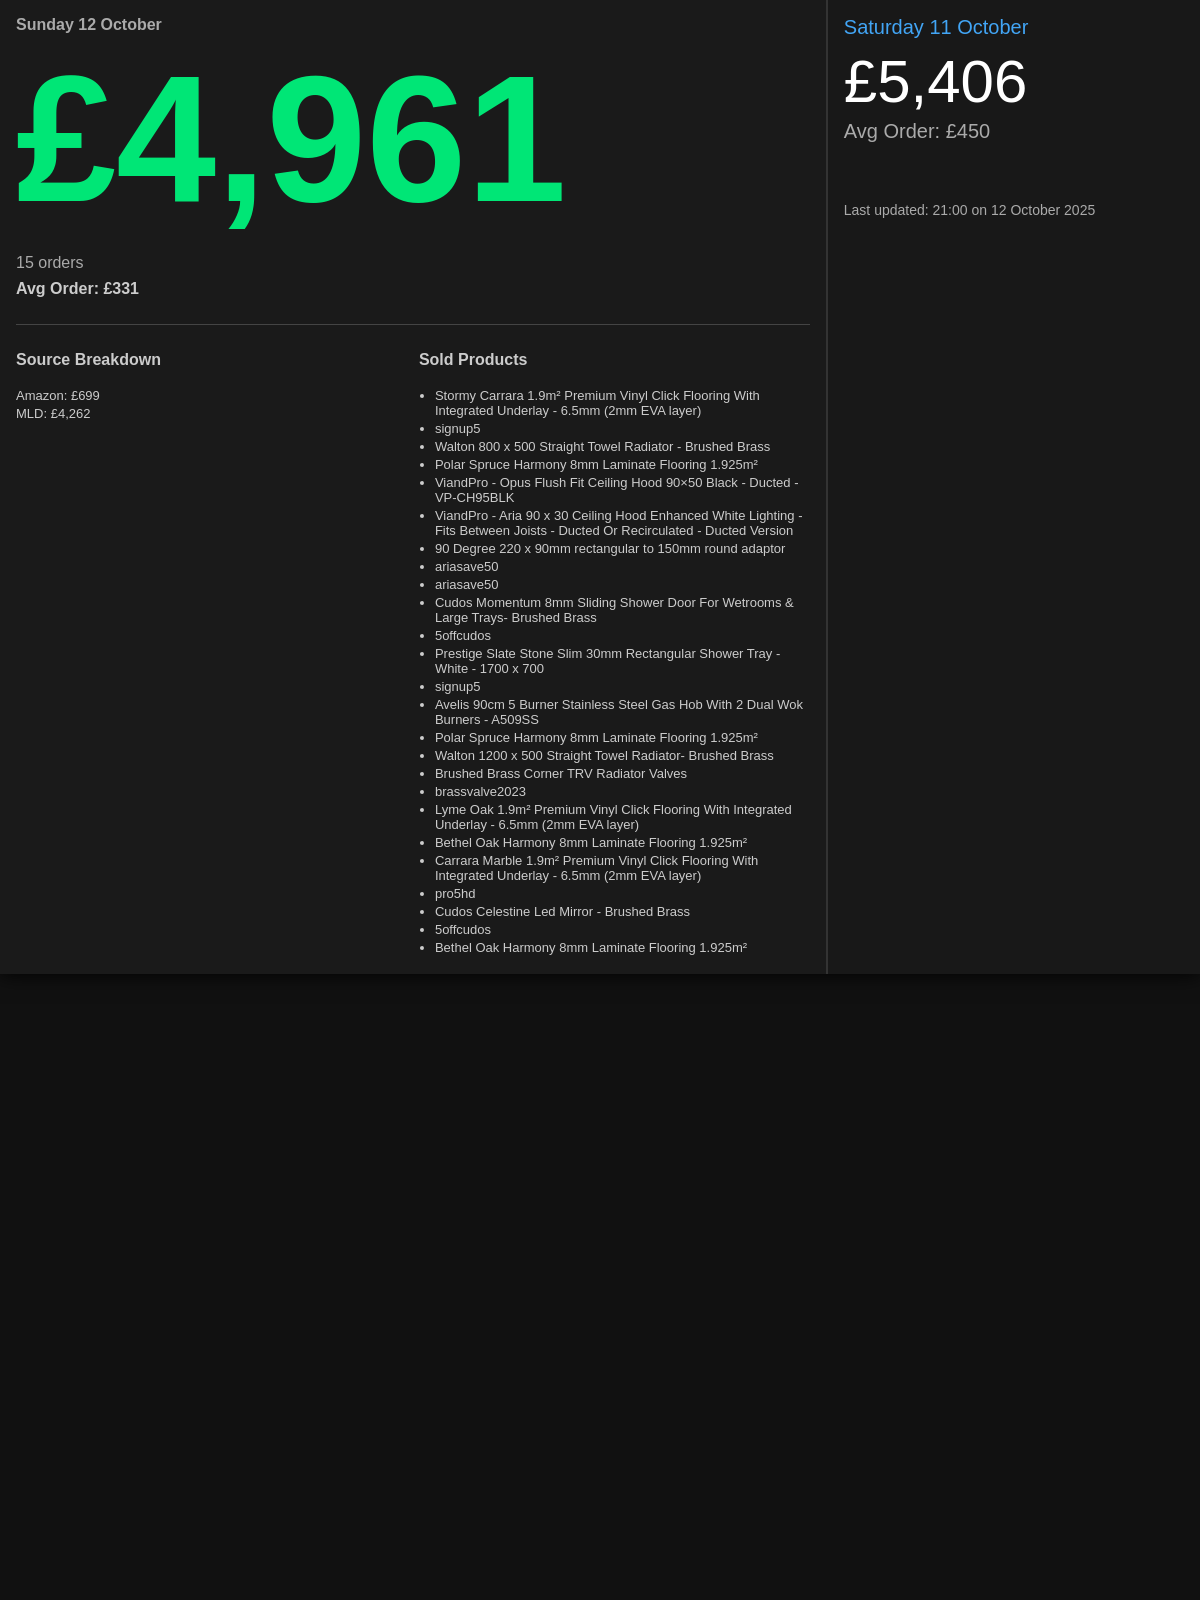 Sunday 12 October
£4,961
15 orders
Avg Order: £331
Source Breakdown
Amazon: £699
MLD: £4,262
Sold Products
• Stormy Carrara 1.9m² Premium Vinyl Click Flooring With
Integrated Underlay - 6.5mm (2mm EVA layer)
• signup5
• Walton 800 x 500 Straight Towel Radiator - Brushed Brass
• Polar Spruce Harmony 8mm Laminate Flooring 1.925m²
• ViandPro - Opus Flush Fit Ceiling Hood 90×50 Black - Ducted -
VP-CH95BLK
• ViandPro - Aria 90 x 30 Ceiling Hood Enhanced White Lighting -
Fits Between Joists - Ducted Or Recirculated - Ducted Version
• 90 Degree 220 x 90mm rectangular to 150mm round adaptor
• ariasave50
• ariasave50
• Cudos Momentum 8mm Sliding Shower Door For Wetrooms &
Large Trays- Brushed Brass
• 5offcudos
• Prestige Slate Stone Slim 30mm Rectangular Shower Tray -
White - 1700 x 700
• signup5
• Avelis 90cm 5 Burner Stainless Steel Gas Hob With 2 Dual Wok
Burners - A509SS
• Polar Spruce Harmony 8mm Laminate Flooring 1.925m²
• Walton 1200 x 500 Straight Towel Radiator- Brushed Brass
• Brushed Brass Corner TRV Radiator Valves
• brassvalve2023
• Lyme Oak 1.9m² Premium Vinyl Click Flooring With Integrated
Underlay - 6.5mm (2mm EVA layer)
• Bethel Oak Harmony 8mm Laminate Flooring 1.925m²
• Carrara Marble 1.9m² Premium Vinyl Click Flooring With
Integrated Underlay - 6.5mm (2mm EVA layer)
• pro5hd
• Cudos Celestine Led Mirror - Brushed Brass
• 5offcudos
• Bethel Oak Harmony 8mm Laminate Flooring 1.925m²
Saturday 11 October
£5,406
Avg Order: £450
Last updated: 21:00 on 12 October 2025